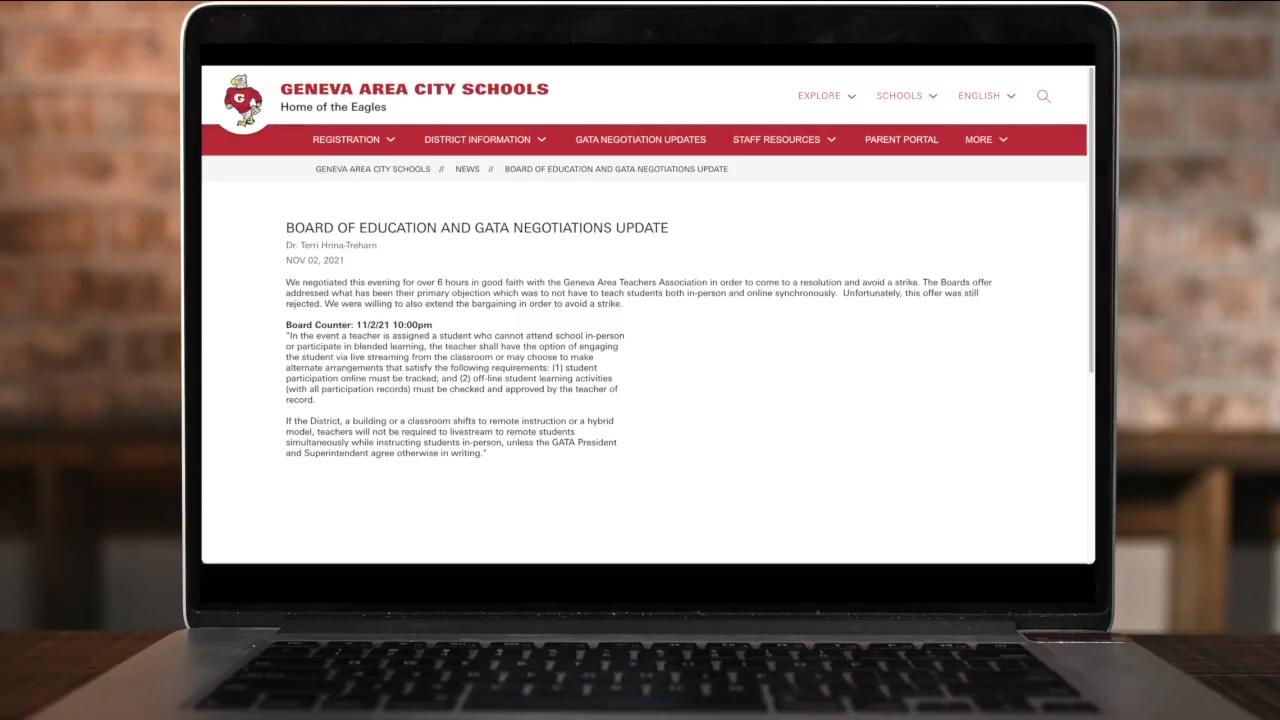 G
GENEVA AREA CITY SCHOOLS
Home of the Eagles
EXPLORE
SCHOOLS
ENGLISH
REGISTRATION
DISTRICT INFORMATION
GATA NEGOTIATION UPDATES
STAFF RESOURCES
PARENT PORTAL
MORE
GENEVA AREA CITY SCHOOLS // NEWS // BOARD OF EDUCATION AND GATA NEGOTIATIONS UPDATE
BOARD OF EDUCATION AND GATA NEGOTIATIONS UPDATE
Dr. Terri Hrina-Treharn
NOV 02, 2021
We negotiated this evening for over 6 hours in good faith with the Geneva Area Teachers Association in order to come to a resolution and avoid a strike. The Boards offer
addressed what has been their primary objection which was to not have to teach students both in-person and online synchronously. Unfortunately, this offer was still
rejected. We were willing to also extend the bargaining in order to avoid a strike.
Board Counter: 11/2/21 10:00pm
"In the event a teacher is assigned a student who cannot attend school in-person
or participate in blended learning, the teacher shall have the option of engaging
the student via live streaming from the classroom or may choose to make
alternate arrangements that satisfy the following requirements: (1) student
participation online must be tracked; and (2) off-line student learning activities
(with all participation records) must be checked and approved by the teacher of
record.
If the District, a building or a classroom shifts to remote instruction or a hybrid
model, teachers will not be required to livestream to remote students
simultaneously while instructing students in-person, unless the GATA President
and Superintendent agree otherwise in writing."